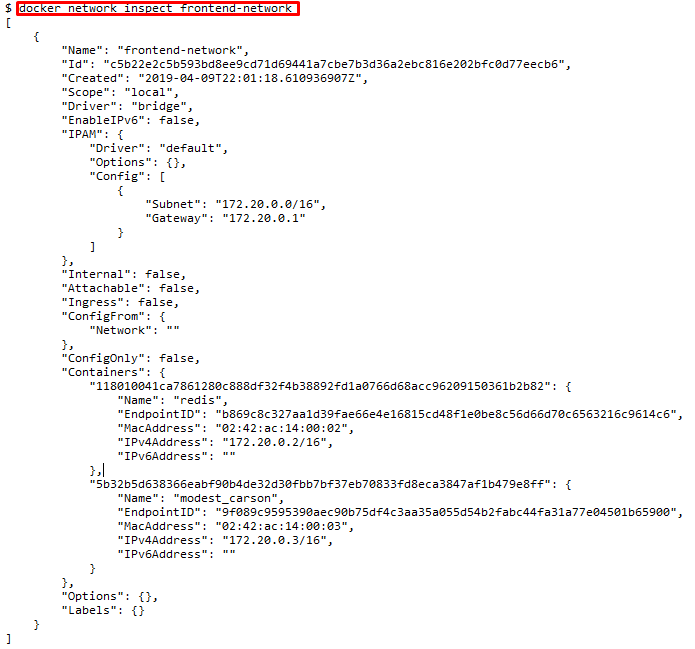 $ docker network inspect frontend-network
[
    {
        "Name": "frontend-network",
        "Id": "c5b22e2c5b593bd8ee9cd71d69441a7cbe7b3d36a2ebc816e202bfc0d77eecb6",
        "Created": "2019-04-09T22:01:18.610936907Z",
        "Scope": "local",
        "Driver": "bridge",
        "EnableIPv6": false,
        "IPAM": {
            "Driver": "default",
            "Options": {},
            "Config": [
                {
                    "Subnet": "172.20.0.0/16",
                    "Gateway": "172.20.0.1"
                }
            ]
        },
        "Internal": false,
        "Attachable": false,
        "Ingress": false,
        "ConfigFrom": {
            "Network": ""
        },
        "ConfigOnly": false,
        "Containers": {
            "118010041ca7861280c888df32f4b38892fd1a0766d68acc96209150361b2b82": {
                "Name": "redis",
                "EndpointID": "b869c8c327aa1d39fae66e4e16815cd48f1e0be8c56d66d70c6563216c9614c6",
                "MacAddress": "02:42:ac:14:00:02",
                "IPv4Address": "172.20.0.2/16",
                "IPv6Address": ""
            },
            "5b32b5d638366eabf90b4de32d30fbb7bf37eb70833fd8eca3847af1b479e8ff": {
                "Name": "modest_carson",
                "EndpointID": "9f089c9595390aec90b75df4c3aa35a055d54b2fabc44fa31a77e04501b65900",
                "MacAddress": "02:42:ac:14:00:03",
                "IPv4Address": "172.20.0.3/16",
                "IPv6Address": ""
            }
        },
        "Options": {},
        "Labels": {}
    }
]